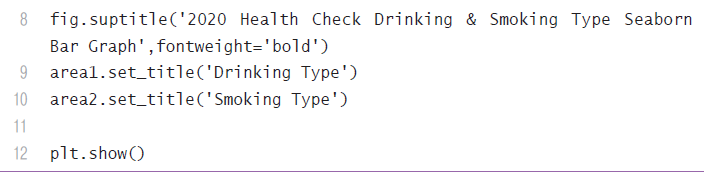 8 fig.suptitle('2020 Health Check Drinking & Smoking Type Seaborn
Bar Graph',fontweight='bold')
9 area1.set_title('Drinking Type')
10 area2.set_title('Smoking Type')
11
12 plt.show()